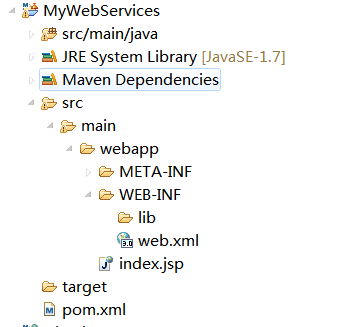 MyWebServices
src/main/java
JRE System Library [JavaSE-1.7]
Maven Dependencies
src
main
webapp
META-INF
WEB-INF
lib
web.xml
index.jsp
target
pom.xml